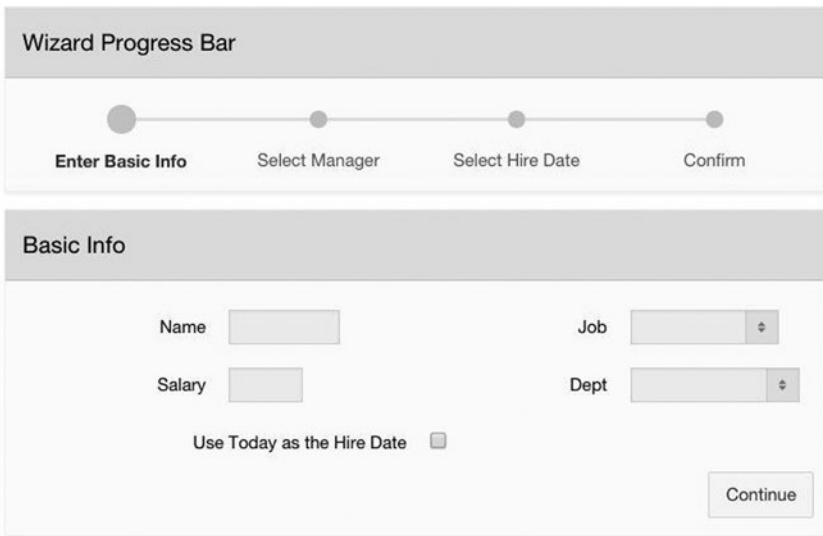 Wizard Progress Bar
Enter Basic Info Select Manager Select Hire Date Confirm
Basic Info
Name Job
Salary Dept
Use Today as the Hire Date
Continue